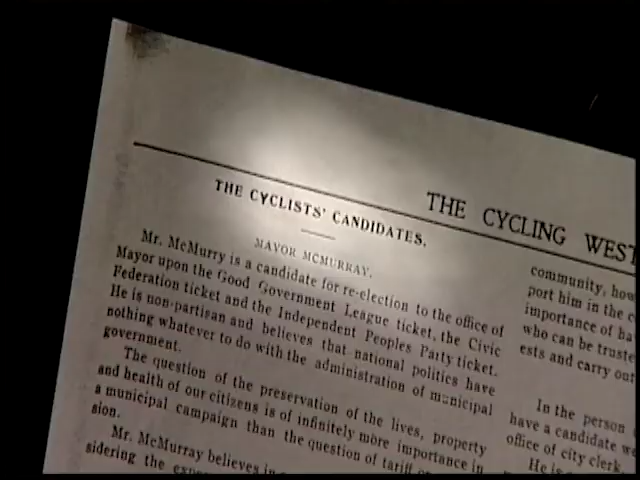 THE CYCLING WEST
THE CYCLISTS' CANDIDATES.
MAYOR MCMURRAY.
Mr. McMurry is a candidate for re-election to the office of
Mayor upon the Good Government League ticket, the Civic
Federation ticket and the Independent Peoples Party ticket.
He is non-partisan and believes that national politics have
nothing whatever to do with the administration of municipal
government.
The question of the preservation of the lives, property
and health of our citizens is of infinitely more importance in
a municipal campaign than the question of tariff
sion.
Mr. McMurray believes in
sidering the
community, how
port him in the c
importance of ha
who can be truste
ests and carry out
In the person
have a candidate we
office of city clerk.
He is